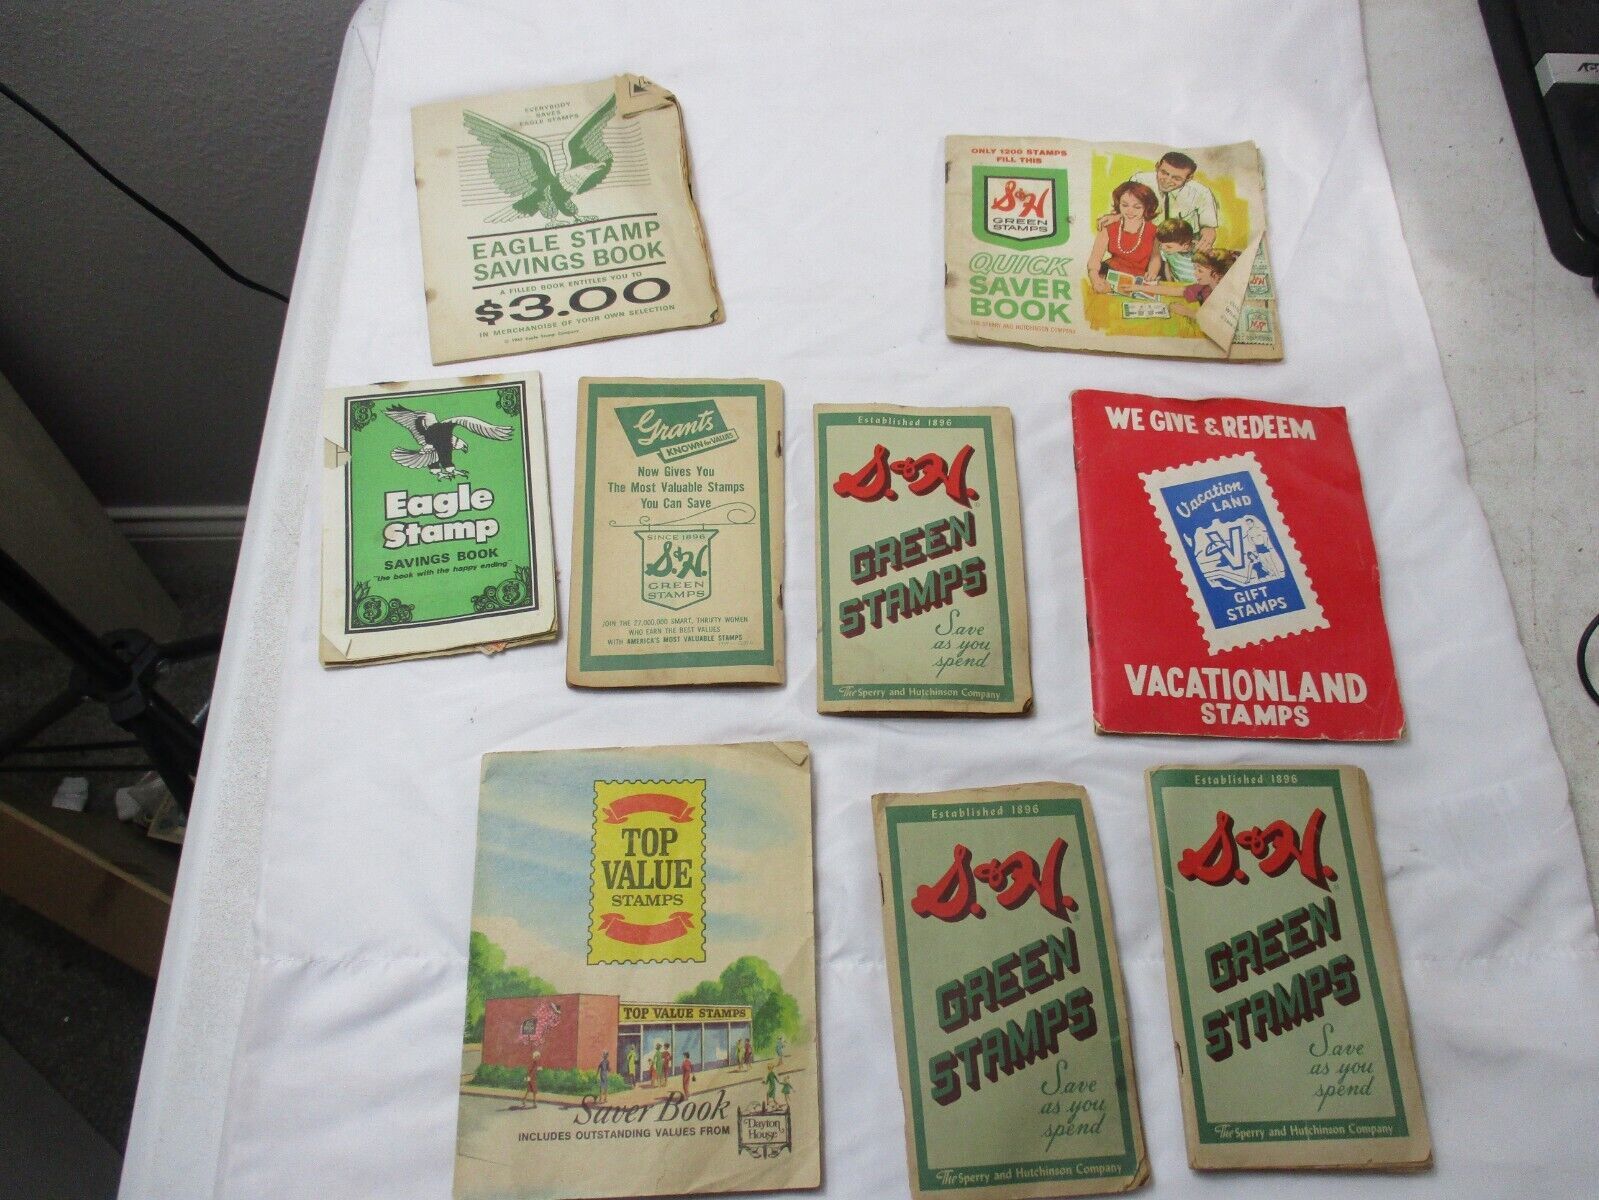 EVERYBODY
SAVES
EAGLE STAMPS
EAGLE STAMP
SAVINGS BOOK
A FILLED BOOK ENTITLES YOU TO
$3.00
IN MERCHANDISE OF YOUR OWN SELECTION
Eagle Stamp Company
ONLY 1200 STAMPS
FILL THIS
S&H
GREEN
STAMPS
QUICK
SAVER
BOOK
THE SPERRY AND HUTCHINSON COMPANY
Eagle
Stamp
SAVINGS BOOK
"the book with the happy ending"
Grants
KNOWN for VALUES
Now Gives You
The Most Valuable Stamps
You Can Save
SINCE 1896
S&H
GREEN
STAMPS
JOIN THE 27,000,000 SMART, THRIFTY WOMEN
WHO EARN THE BEST VALUES
WITH AMERICA'S MOST VALUABLE STAMPS
Established 1896
S.&H.
GREEN
STAMPS
Save
as you
spend
The Sperry and Hutchinson Company
WE GIVE & REDEEM
Vacation
LAND
V
GIFT
STAMPS
VACATIONLAND
STAMPS
TOP
VALUE
STAMPS
TOP VALUE STAMPS
Saver Book
INCLUDES OUTSTANDING VALUES FROM
Dayton
House
Established 1896
S.&H.
GREEN
STAMPS
Save
as you
spend
The Sperry and Hutchinson Company
Established 1896
S.&H.
GREEN
STAMPS
Save
as you
spend
The Sperry and Hutchinson Company